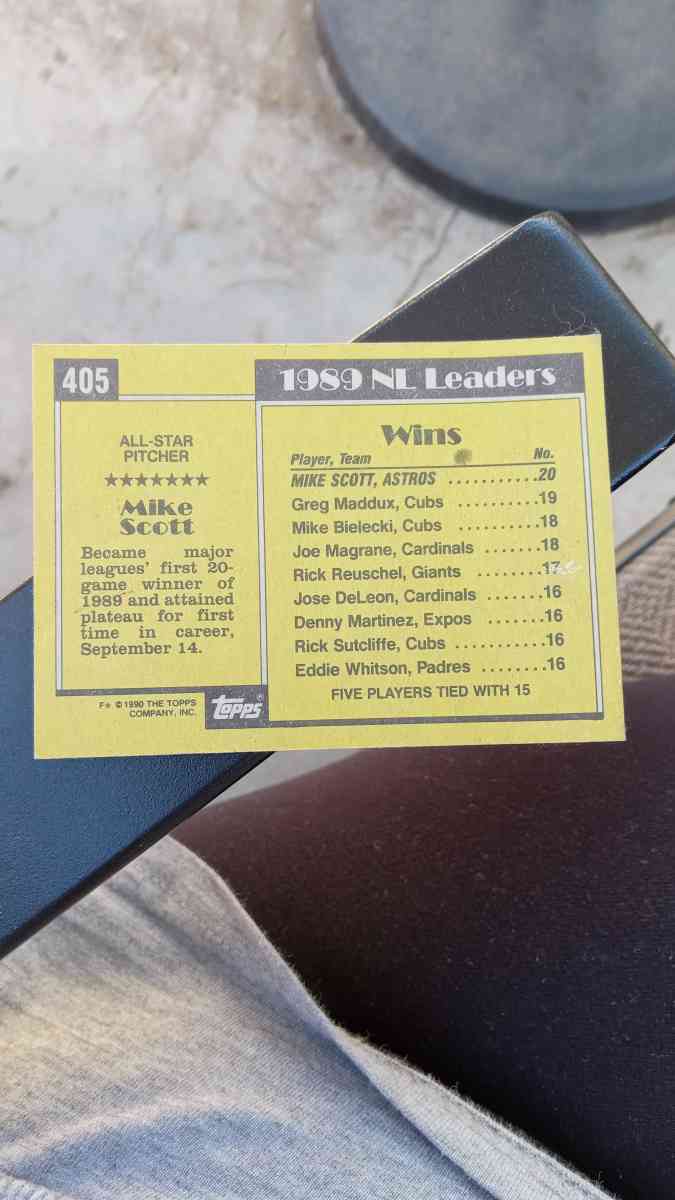 405
ALL-STAR
PITCHER
★★★★★★★
Mike
Scott
Became major
leagues' first 20-
game winner of
1989 and attained
plateau for first
time in career,
September 14.
F* © 1990 THE TOPPS
COMPANY, INC.
topps®
1989 NL Leaders
Wins
Player, Team No.
MIKE SCOTT, ASTROS ...........20
Greg Maddux, Cubs ..........19
Mike Bielecki, Cubs ..........18
Joe Magrane, Cardinals .......18
Rick Reuschel, Giants ........17
Jose DeLeon, Cardinals .......16
Denny Martinez, Expos .......16
Rick Sutcliffe, Cubs ..........16
Eddie Whitson, Padres ........16
FIVE PLAYERS TIED WITH 15